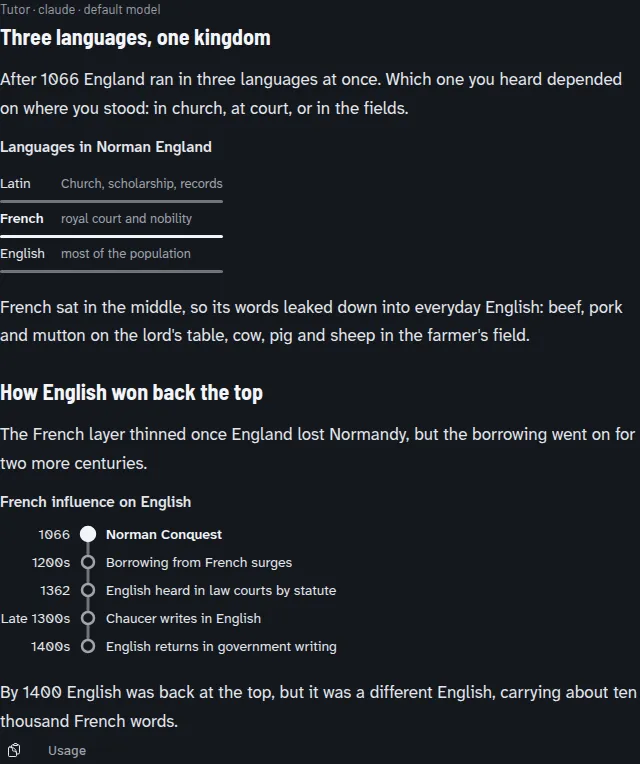 Tutor · claude · default model
Three languages, one kingdom
After 1066 England ran in three languages at once. Which one you heard depended
on where you stood: in church, at court, or in the fields.
Languages in Norman England
Latin Church, scholarship, records
French royal court and nobility
English most of the population
French sat in the middle, so its words leaked down into everyday English: beef, pork
and mutton on the lord's table, cow, pig and sheep in the farmer's field.
How English won back the top
The French layer thinned once England lost Normandy, but the borrowing went on for
two more centuries.
French influence on English
1066 Norman Conquest
1200s Borrowing from French surges
1362 English heard in law courts by statute
Late 1300s Chaucer writes in English
1400s English returns in government writing
By 1400 English was back at the top, but it was a different English, carrying about ten
thousand French words.
Usage